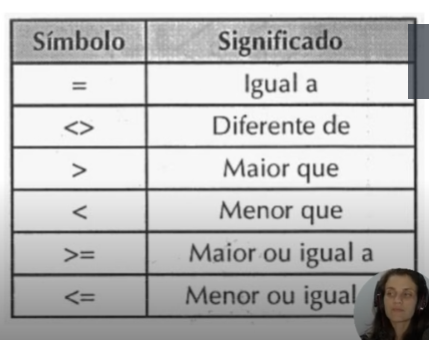 Símbolo Significado
= Igual a
<> Diferente de
> Maior que
< Menor que
>= Maior ou igual a
<= Menor ou igual